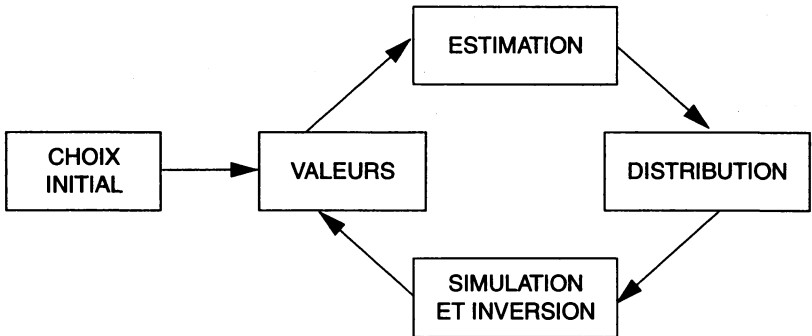 ESTIMATION
CHOIX
INITIAL
VALEURS
DISTRIBUTION
SIMULATION
ET INVERSION